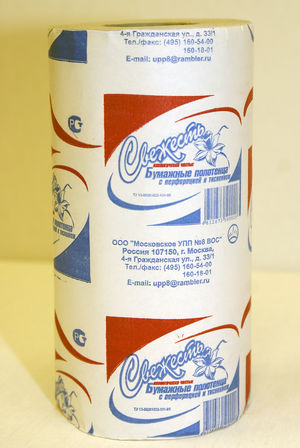 4-я Гражданская ул., д. 33/1
Тел./факс: (495) 160-54-00
160-18-01
E-mail: upp8@rambler.ru
РСТ
Свежесть
Бумажные полотенца
с перфорацией и тиснением
ООО "Московское УПП №8 ВОС"
Россия 107150, г. Москва,
4-я Гражданская ул., д. 33/1
Тел./факс: (495) 160-54-00
160-18-01
E-mail: upp8@rambler.ru
РСТ
Свежесть
Бумажные полотенца
с перфорацией и тиснением